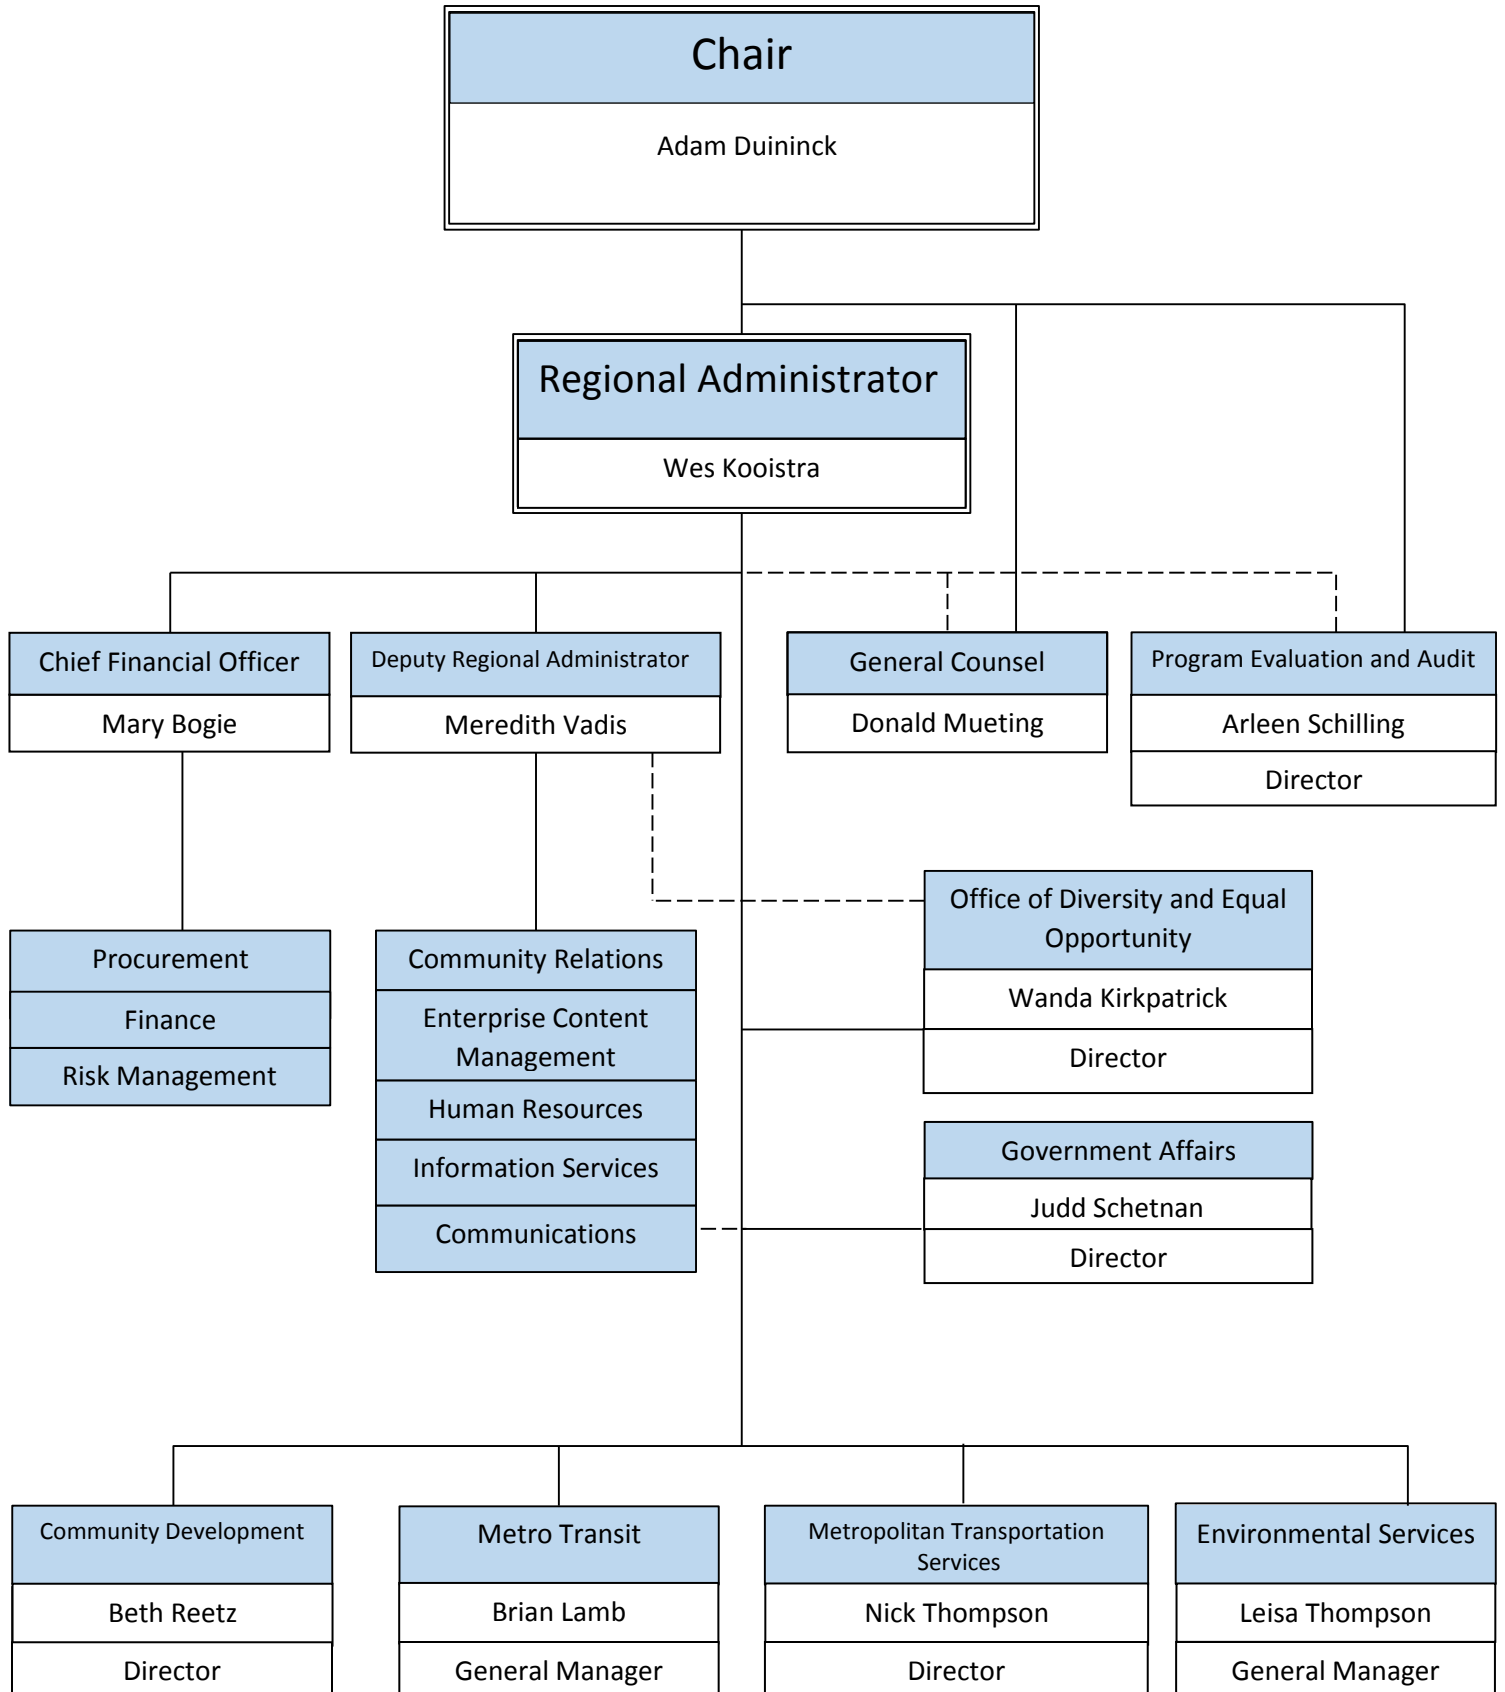 Chair
Adam Duininck
Regional Administrator
Wes Kooistra
Chief Financial Officer
Mary Bogie
Deputy Regional Administrator
Meredith Vadis
General Counsel
Donald Mueting
Program Evaluation and Audit
Arleen Schilling
Director
Procurement
Finance
Risk Management
Community Relations
Enterprise Content
Management
Human Resources
Information Services
Communications
Office of Diversity and Equal
Opportunity
Wanda Kirkpatrick
Director
Government Affairs
Judd Schetnan
Director
Community Development
Beth Reetz
Director
Metro Transit
Brian Lamb
General Manager
Metropolitan Transportation
Services
Nick Thompson
Director
Environmental Services
Leisa Thompson
General Manager